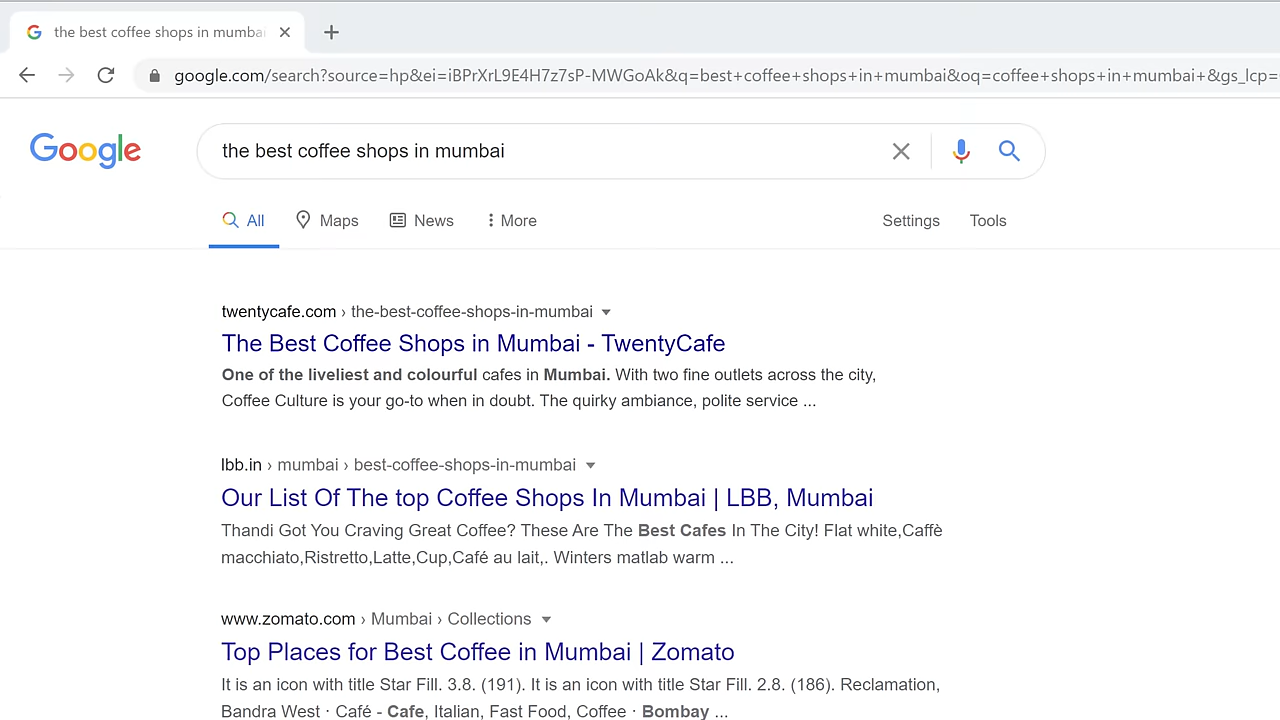 the best coffee shops in mumba
google.com/search?source=hp&ei=iBPrXrL9E4H7z7sP-MWGoAk&q=best+coffee+shops+in+mumbai&oq=coffee+shops+in+mumbai+&gs_lcp=
Google
the best coffee shops in mumbai
All Maps News More Settings Tools
twentycafe.com › the-best-coffee-shops-in-mumbai
The Best Coffee Shops in Mumbai - TwentyCafe
One of the liveliest and colourful cafes in Mumbai. With two fine outlets across the city,
Coffee Culture is your go-to when in doubt. The quirky ambiance, polite service ...
lbb.in › mumbai › best-coffee-shops-in-mumbai
Our List Of The top Coffee Shops In Mumbai | LBB, Mumbai
Thandi Got You Craving Great Coffee? These Are The Best Cafes In The City! Flat white,Caffè
macchiato,Ristretto,Latte,Cup,Café au lait,. Winters matlab warm ...
www.zomato.com › Mumbai › Collections
Top Places for Best Coffee in Mumbai | Zomato
It is an icon with title Star Fill. 3.8. (191). It is an icon with title Star Fill. 2.8. (186). Reclamation,
Bandra West · Café - Cafe, Italian, Fast Food, Coffee · Bombay ...